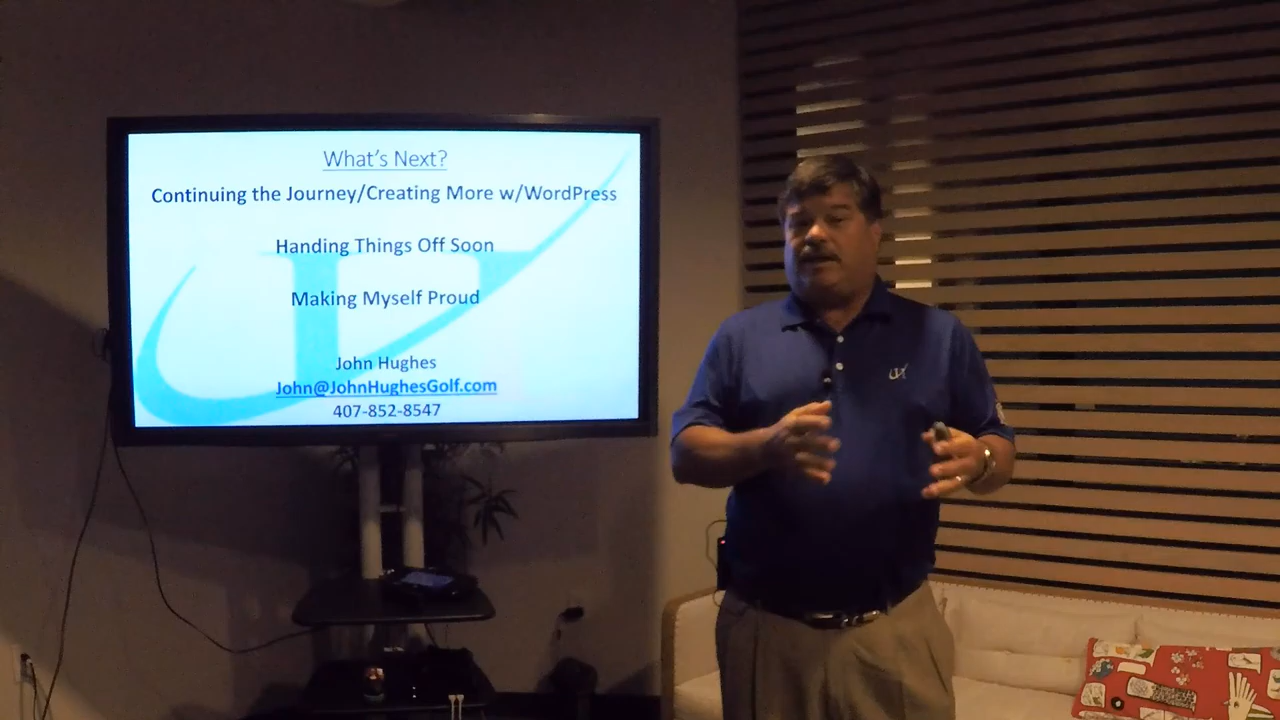 What's Next?
Continuing the Journey/Creating More w/WordPress
Handing Things Off Soon
Making Myself Proud
John Hughes
John@JohnHughesGolf.com
407-852-8547